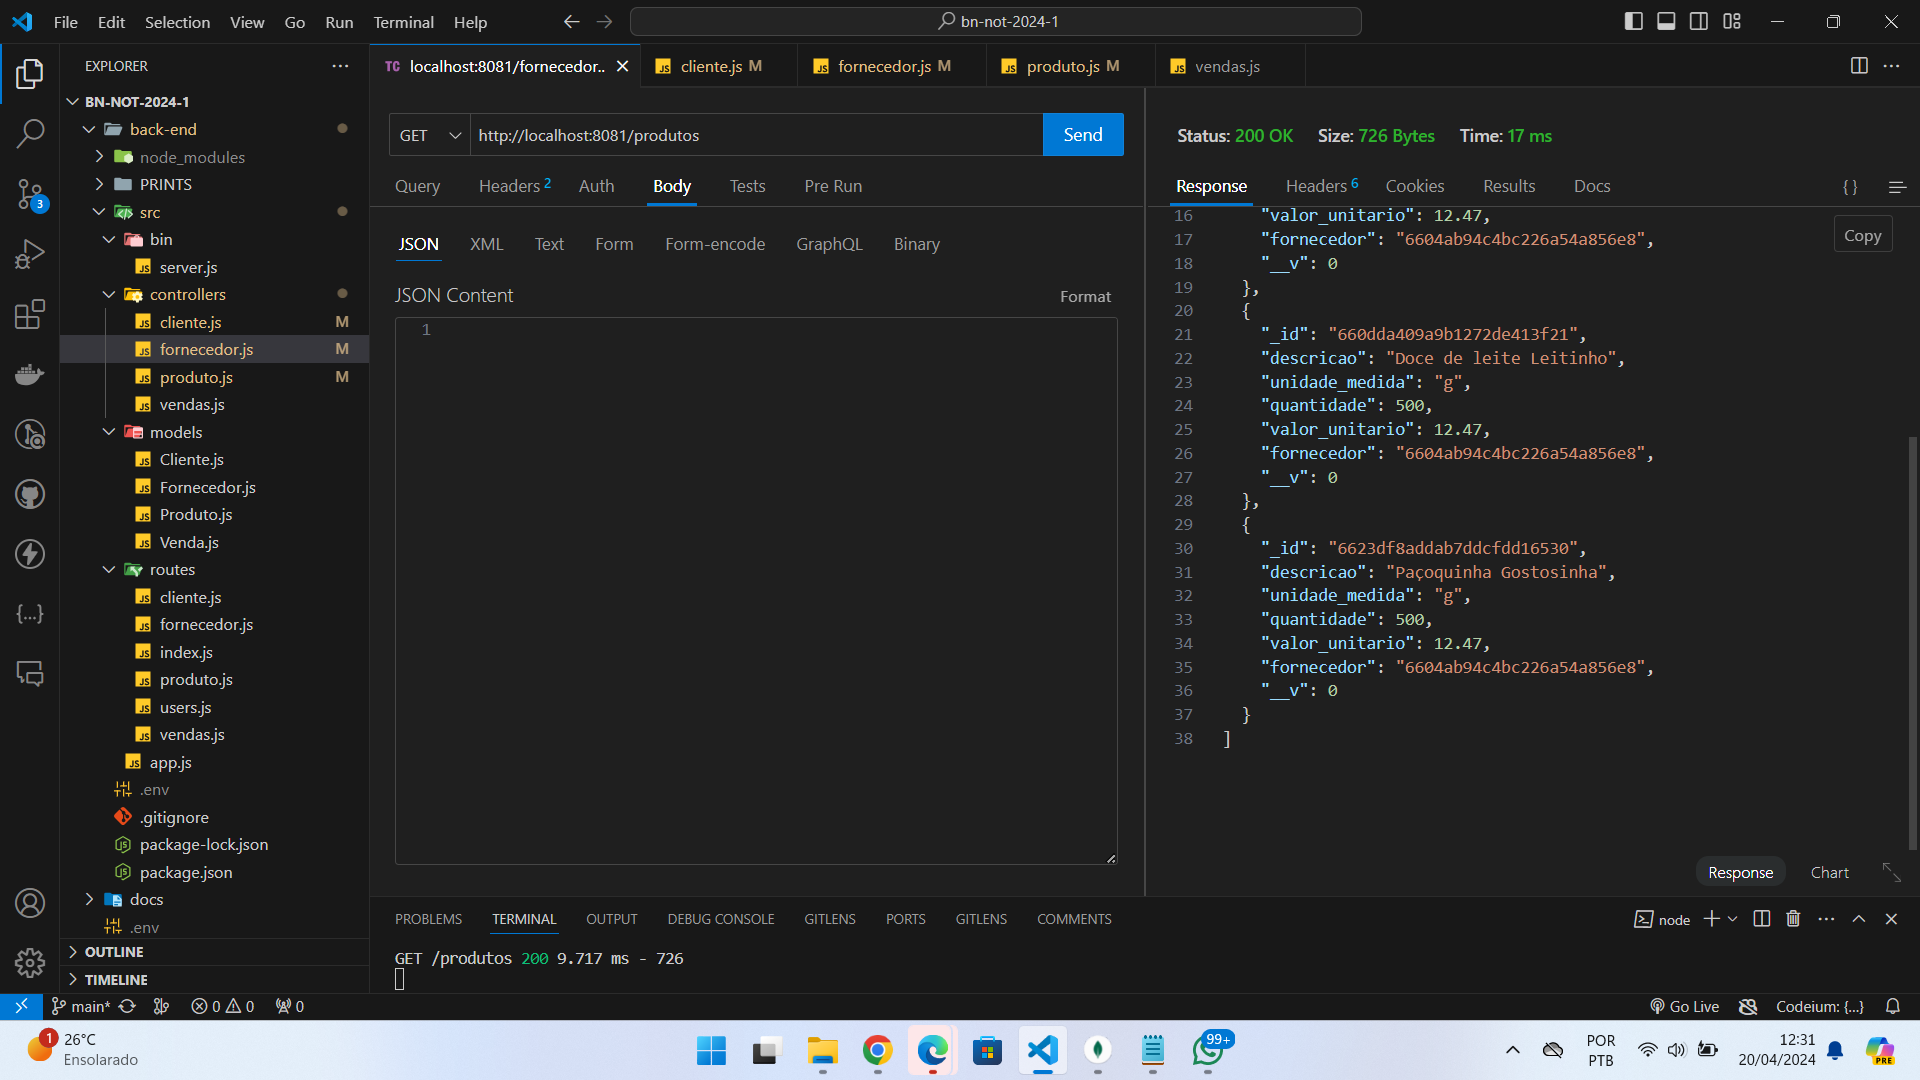 File Edit Selection View Go Run Terminal Help
bn-not-2024-1
EXPLORER
BN-NOT-2024-1
back-end
node_modules
PRINTS
src
bin
server.js
controllers
cliente.js M
fornecedor.js M
produto.js M
vendas.js
models
Cliente.js
Fornecedor.js
Produto.js
Venda.js
routes
cliente.js
fornecedor.js
index.js
produto.js
users.js
vendas.js
app.js
.env
.gitignore
package-lock.json
package.json
docs
.env
OUTLINE
TIMELINE
3
TC localhost:8081/fornecedor..
JS cliente.js M
JS fornecedor.js M
JS produto.js M
JS vendas.js
GET http://localhost:8081/produtos Send
Query Headers 2 Auth Body Tests Pre Run
JSON XML Text Form Form-encode GraphQL Binary
JSON Content Format
1
Status: 200 OK Size: 726 Bytes Time: 17 ms
Response Headers 6 Cookies Results Docs { }
Copy
16 "valor_unitario": 12.47,
17 "fornecedor": "6604ab94c4bc226a54a856e8",
18 "__v": 0
19 },
20 {
21 "_id": "660dda409a9b1272de413f21",
22 "descricao": "Doce de leite Leitinho",
23 "unidade_medida": "g",
24 "quantidade": 500,
25 "valor_unitario": 12.47,
26 "fornecedor": "6604ab94c4bc226a54a856e8",
27 "__v": 0
28 },
29 {
30 "_id": "6623df8addab7ddcfdd16530",
31 "descricao": "Paçoquinha Gostosinha",
32 "unidade_medida": "g",
33 "quantidade": 500,
34 "valor_unitario": 12.47,
35 "fornecedor": "6604ab94c4bc226a54a856e8",
36 "__v": 0
37 }
38 ]
Response Chart
PROBLEMS TERMINAL OUTPUT DEBUG CONSOLE GITLENS PORTS GITLENS COMMENTS
node
GET /produtos 200 9.717 ms - 726
main* 0 0 0
Go Live Codeium: {...}
1
26°C
Ensolarado
99+
POR
PTB
12:31
20/04/2024
PRE